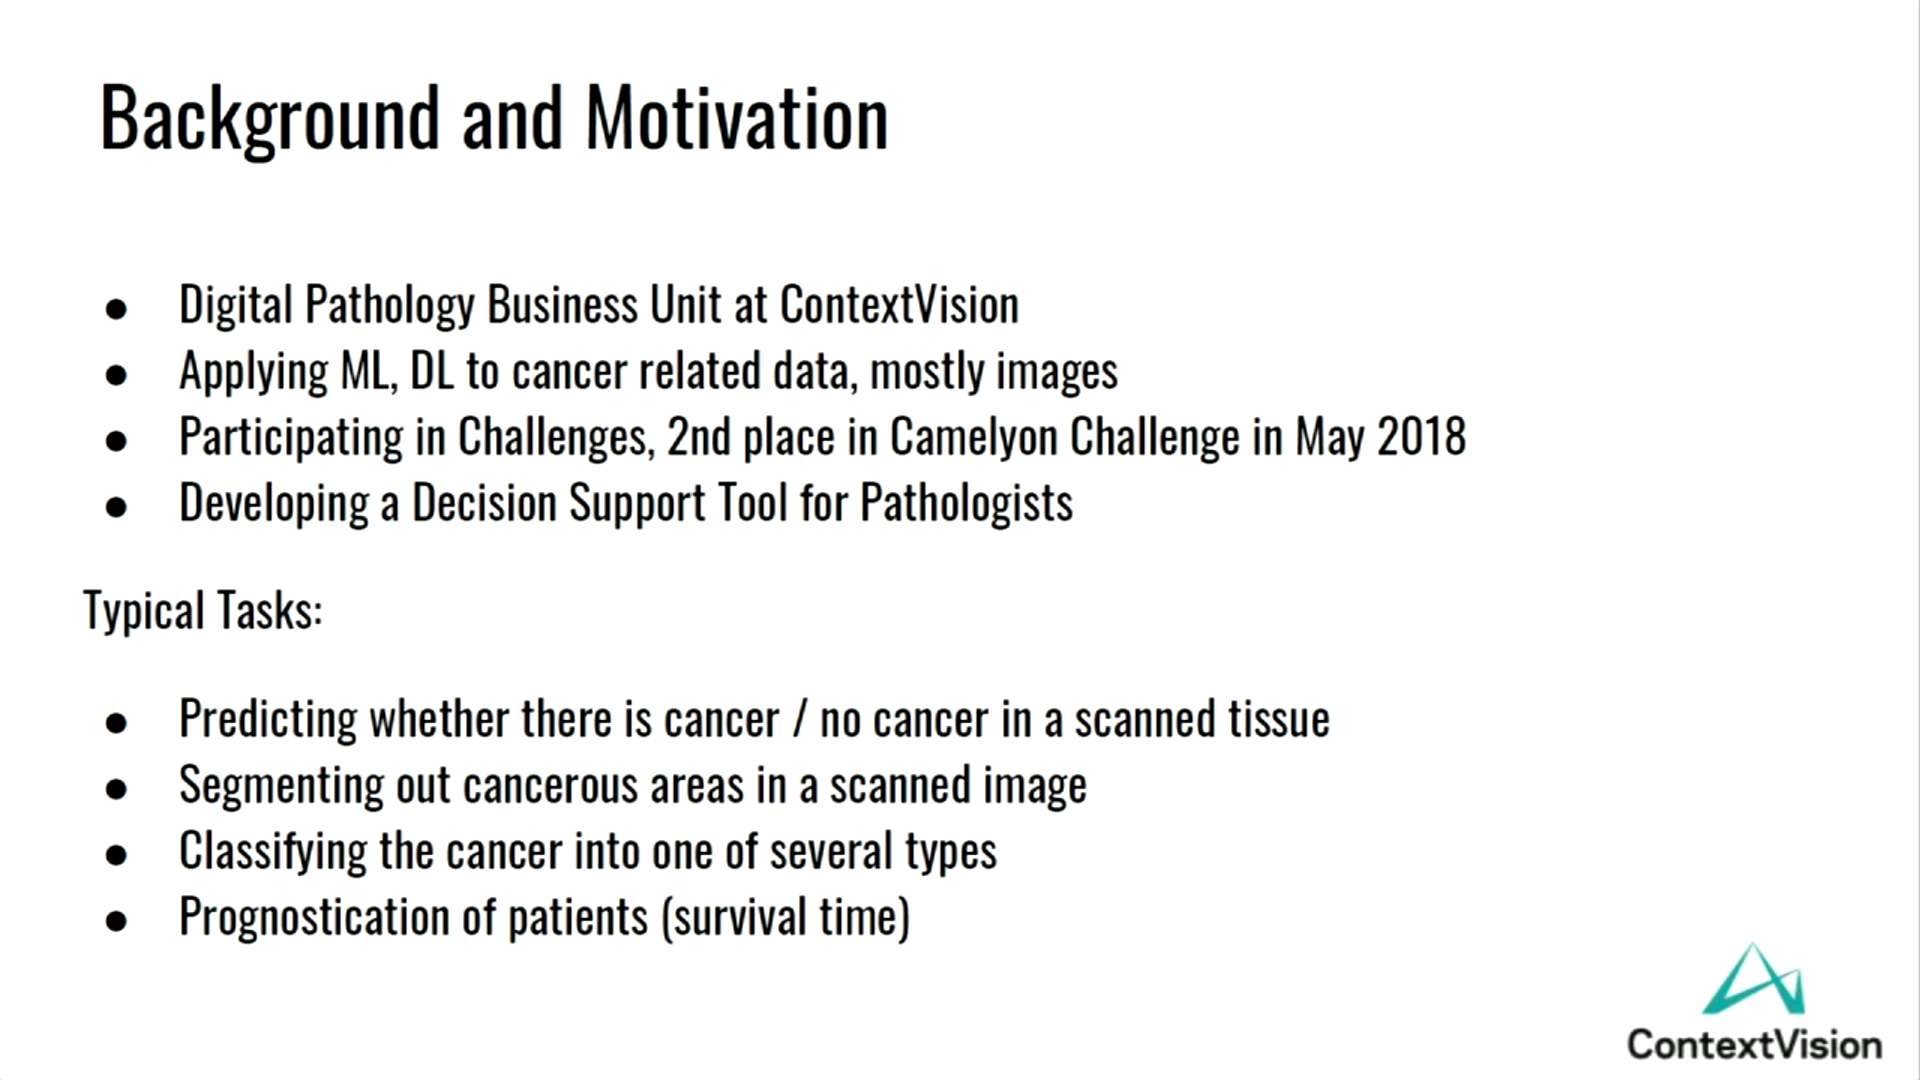 Background and Motivation
● Digital Pathology Business Unit at ContextVision
● Applying ML, DL to cancer related data, mostly images
● Participating in Challenges, 2nd place in Camelyon Challenge in May 2018
● Developing a Decision Support Tool for Pathologists
Typical Tasks:
● Predicting whether there is cancer / no cancer in a scanned tissue
● Segmenting out cancerous areas in a scanned image
● Classifying the cancer into one of several types
● Prognostication of patients (survival time)
ContextVision